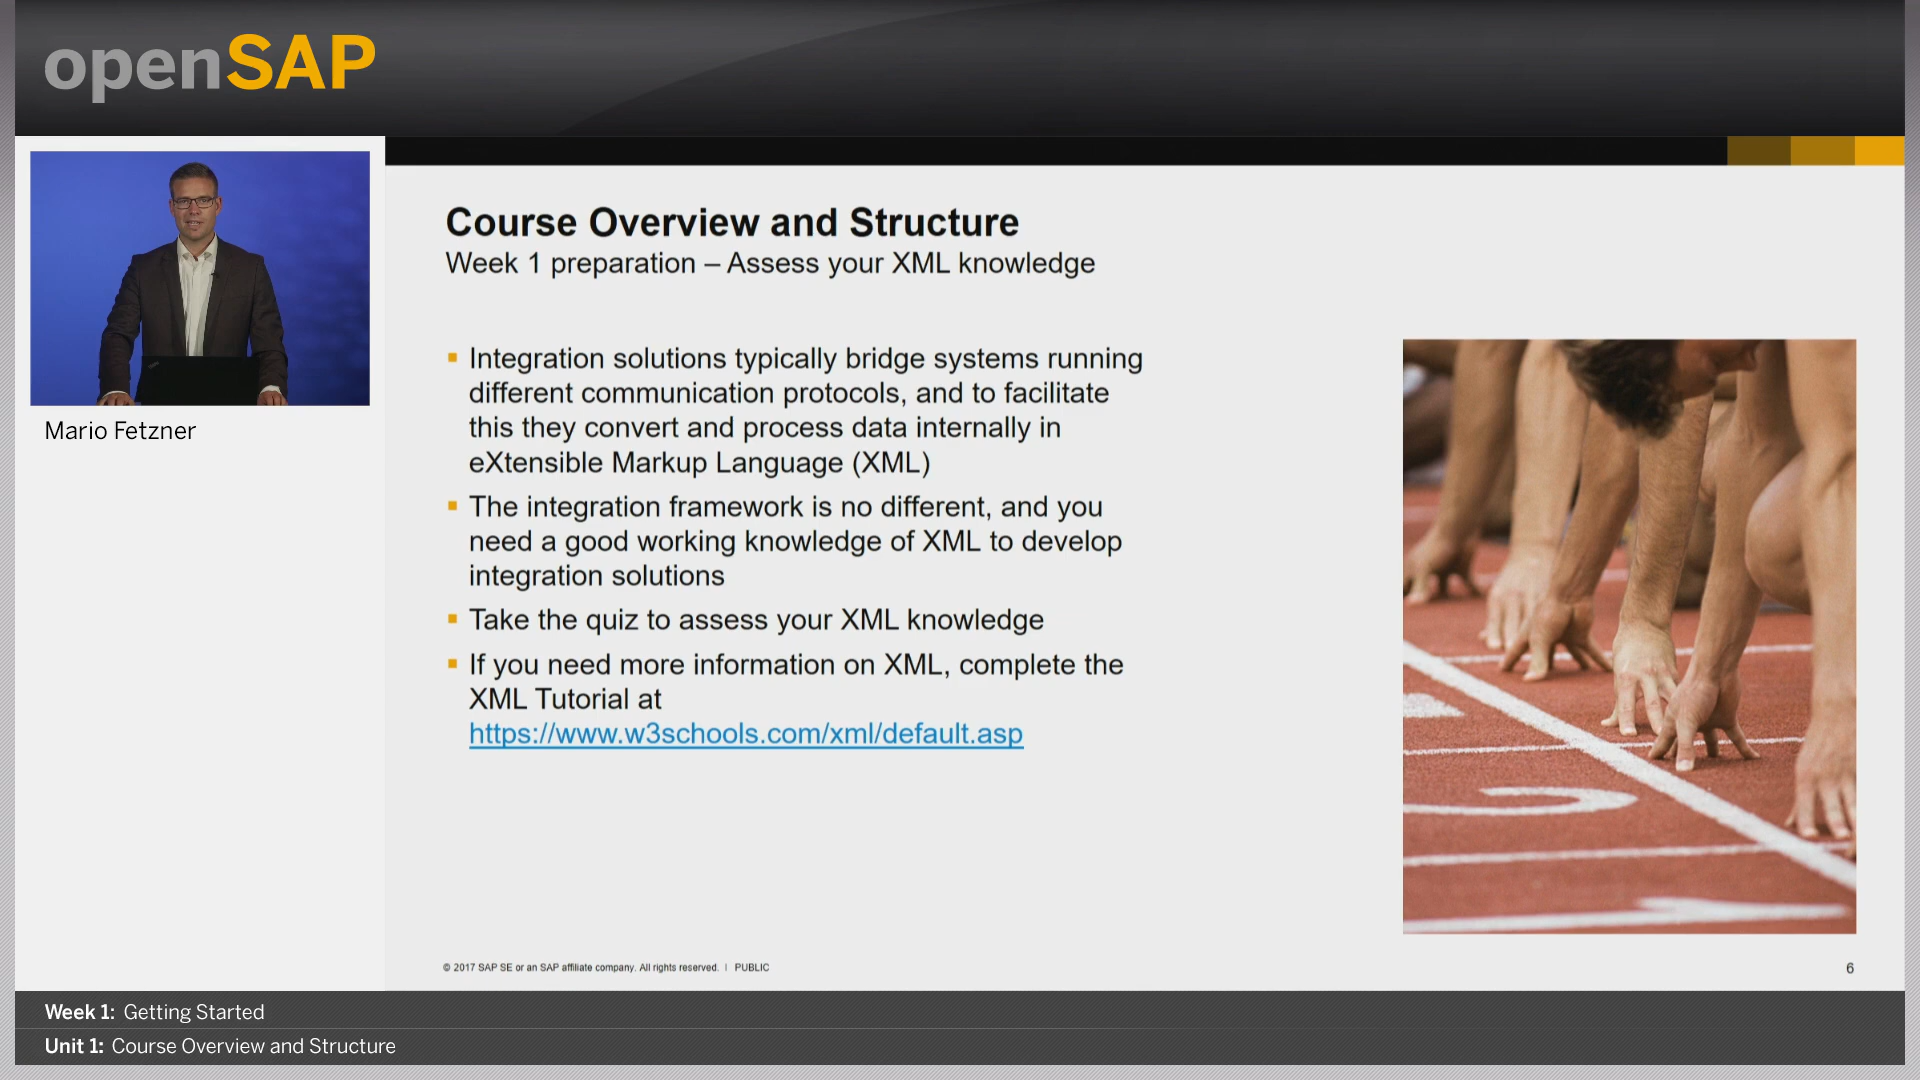 openSAP
Mario Fetzner
Course Overview and Structure
Week 1 preparation – Assess your XML knowledge
Integration solutions typically bridge systems running
different communication protocols, and to facilitate
this they convert and process data internally in
eXtensible Markup Language (XML)
The integration framework is no different, and you
need a good working knowledge of XML to develop
integration solutions
Take the quiz to assess your XML knowledge
If you need more information on XML, complete the
XML Tutorial at
https://www.w3schools.com/xml/default.asp
© 2017 SAP SE or an SAP affiliate company. All rights reserved. | PUBLIC
6
Week 1: Getting Started
Unit 1: Course Overview and Structure